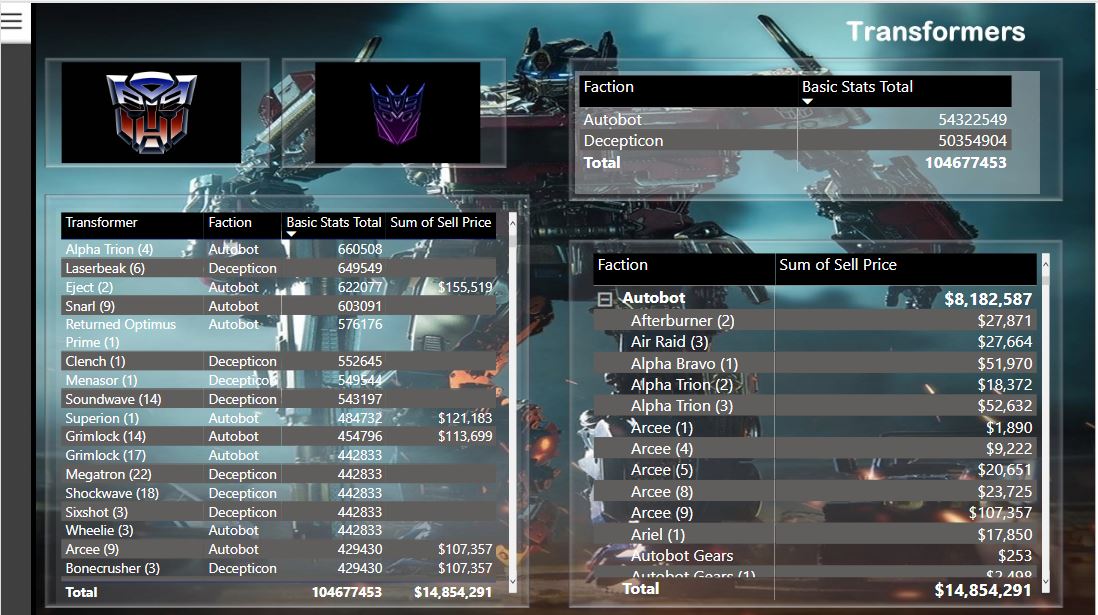 Transformers
Faction Basic Stats Total
Autobot 54322549
Decepticon 50354904
Total 104677453
Transformer Faction Basic Stats Total Sum of Sell Price
Alpha Trion (4) Autobot 660508
Laserbeak (6) Decepticon 649549
Eject (2) Autobot 622077 $155,519
Snarl (9) Autobot 603091
Returned Optimus Autobot 576176
Prime (1)
Clench (1) Decepticon 552645
Menasor (1) Decepticon 549544
Soundwave (14) Decepticon 543197
Superion (1) Autobot 484732 $121,183
Grimlock (14) Autobot 454796 $113,699
Grimlock (17) Autobot 442833
Megatron (22) Decepticon 442833
Shockwave (18) Decepticon 442833
Sixshot (3) Decepticon 442833
Wheelie (3) Autobot 442833
Arcee (9) Autobot 429430 $107,357
Bonecrusher (3) Decepticon 429430 $107,357
Total 104677453 $14,854,291
Faction Sum of Sell Price
Autobot $8,182,587
Afterburner (2) $27,871
Air Raid (3) $27,664
Alpha Bravo (1) $51,970
Alpha Trion (2) $18,372
Alpha Trion (3) $52,632
Arcee (1) $1,890
Arcee (4) $9,222
Arcee (5) $20,651
Arcee (8) $23,725
Arcee (9) $107,357
Ariel (1) $17,850
Autobot Gears $253
Autobot Gears (1) $2,498
Total $14,854,291